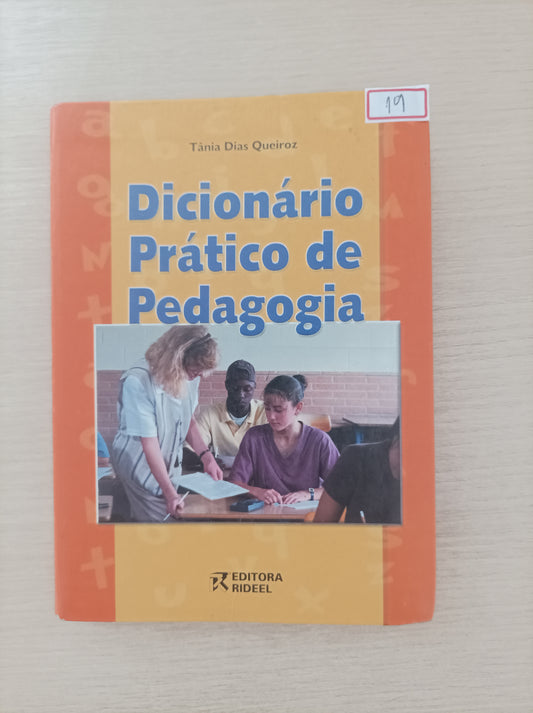 19
Tânia Dias Queiroz
Dicionário
Prático de
Pedagogia
EDITORA
RIDEEL